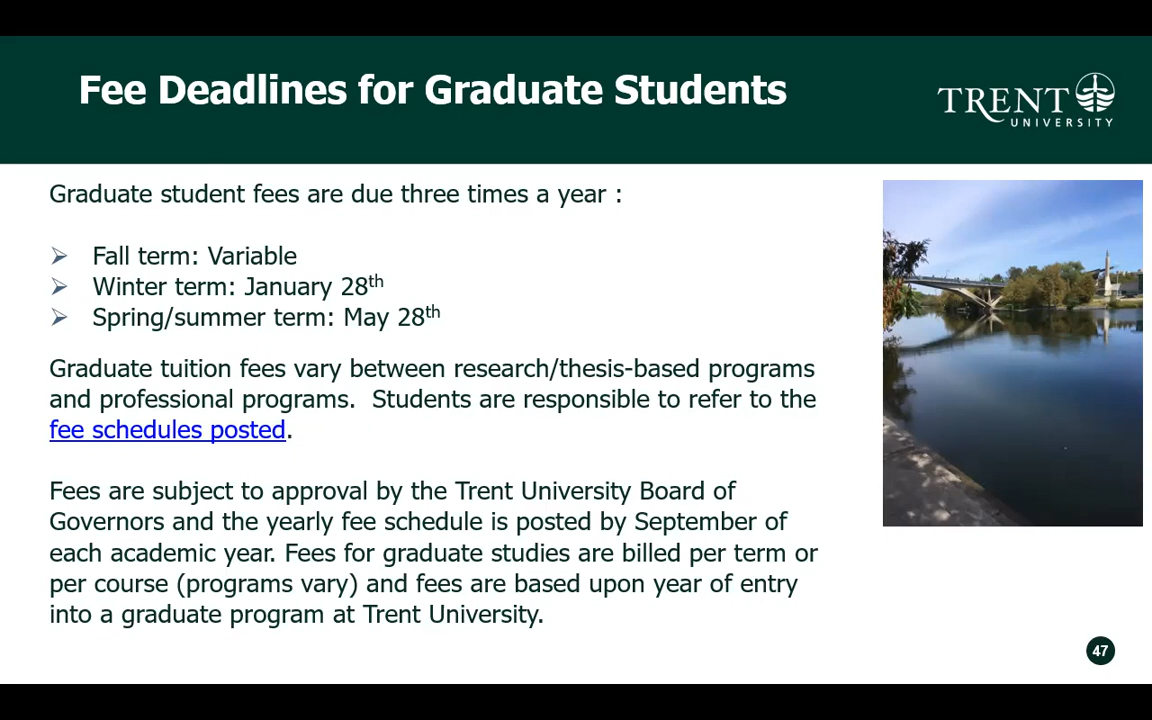 Fee Deadlines for Graduate Students
TRENT
UNIVERSITY
Graduate student fees are due three times a year :
Fall term: Variable
Winter term: January 28th
Spring/summer term: May 28th
Graduate tuition fees vary between research/thesis-based programs
and professional programs.  Students are responsible to refer to the
fee schedules posted.
Fees are subject to approval by the Trent University Board of
Governors and the yearly fee schedule is posted by September of
each academic year. Fees for graduate studies are billed per term or
per course (programs vary) and fees are based upon year of entry
into a graduate program at Trent University.
47